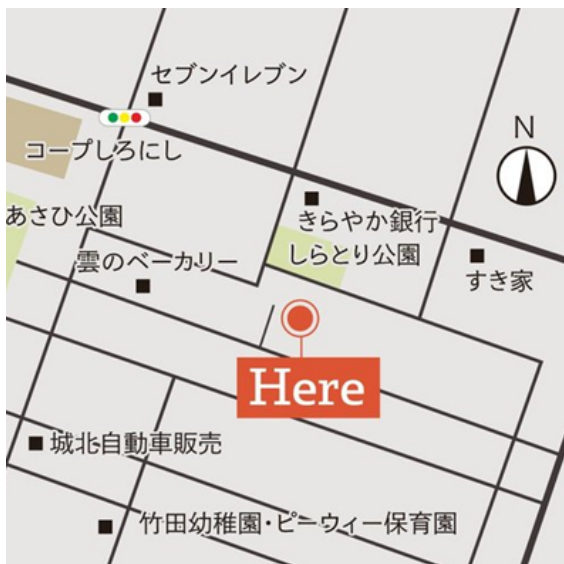 セブンイレブン
コープしろにし
N
きらやか銀行
あさひ公園
しらとり公園
雲のベーカリー
すき家
Here
城北自動車販売
竹田幼稚園・ピーウィー保育園